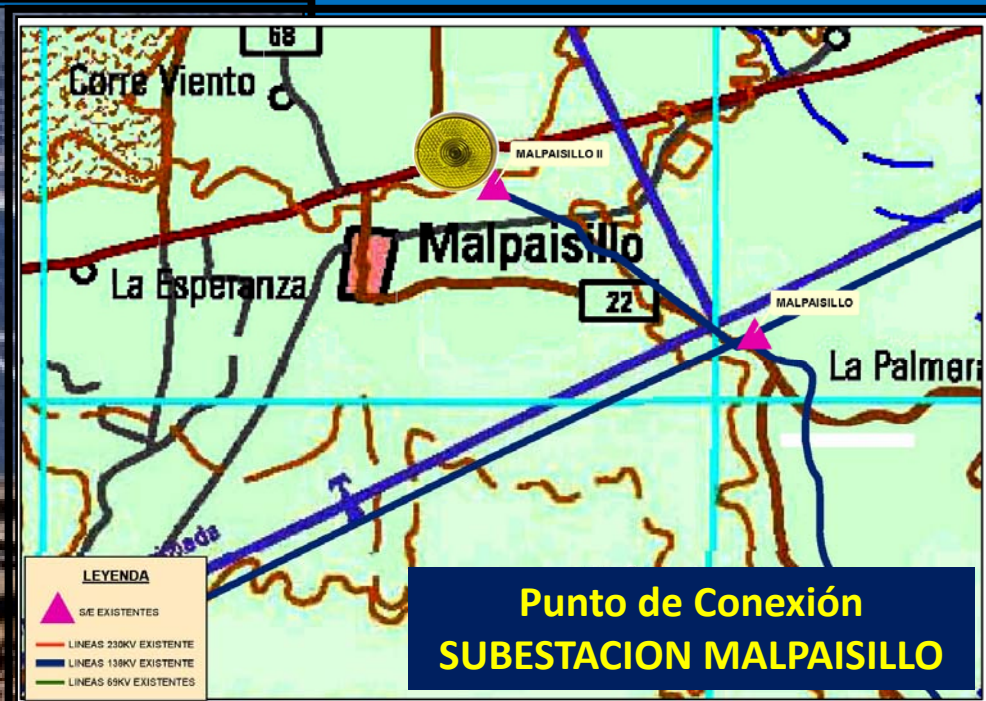 68
Corre Viento
MALPAISILLO II
Malpaisillo
La Esperanza
22
MALPAISILLO
La Palmer
LEYENDA
S/E EXISTENTES
LINEAS 230KV EXISTENTE
LINEAS 138KV EXISTENTE
LINEAS 69KV EXISTENTES
Punto de Conexión
SUBESTACION MALPAISILLO